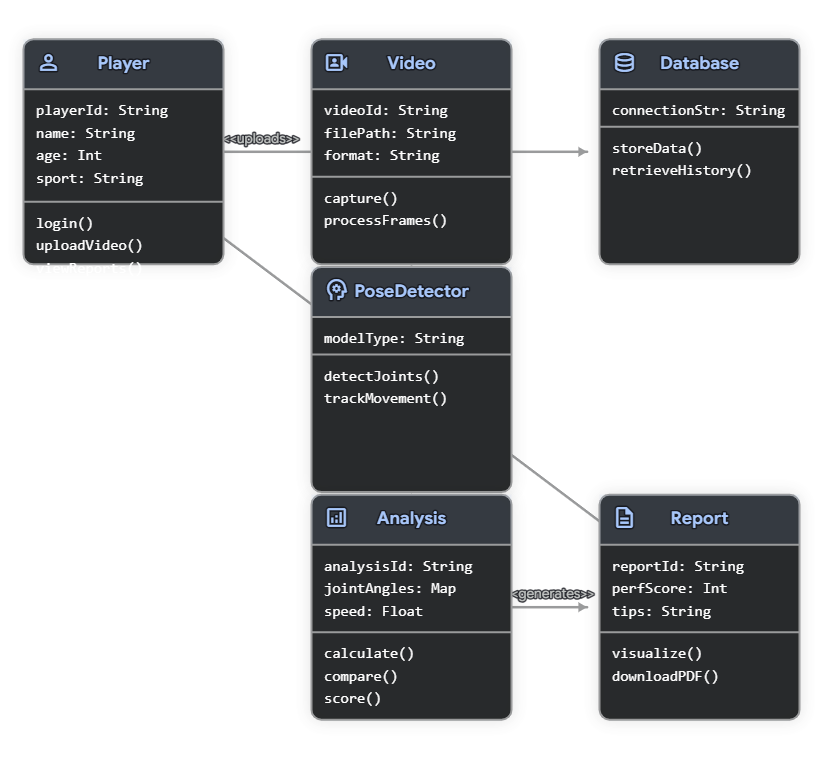 Player
playerId: String
name: String
age: Int
sport: String
login()
uploadVideo()
<<uploads>>
Video
videoId: String
filePath: String
format: String
capture()
processFrames()
Database
connectionStr: String
storeData()
retrieveHistory()
PoseDetector
modelType: String
detectJoints()
trackMovement()
Analysis
analysisId: String
jointAngles: Map
speed: Float
calculate()
compare()
score()
<<generates>>
Report
reportId: String
perfScore: Int
tips: String
visualize()
downloadPDF()